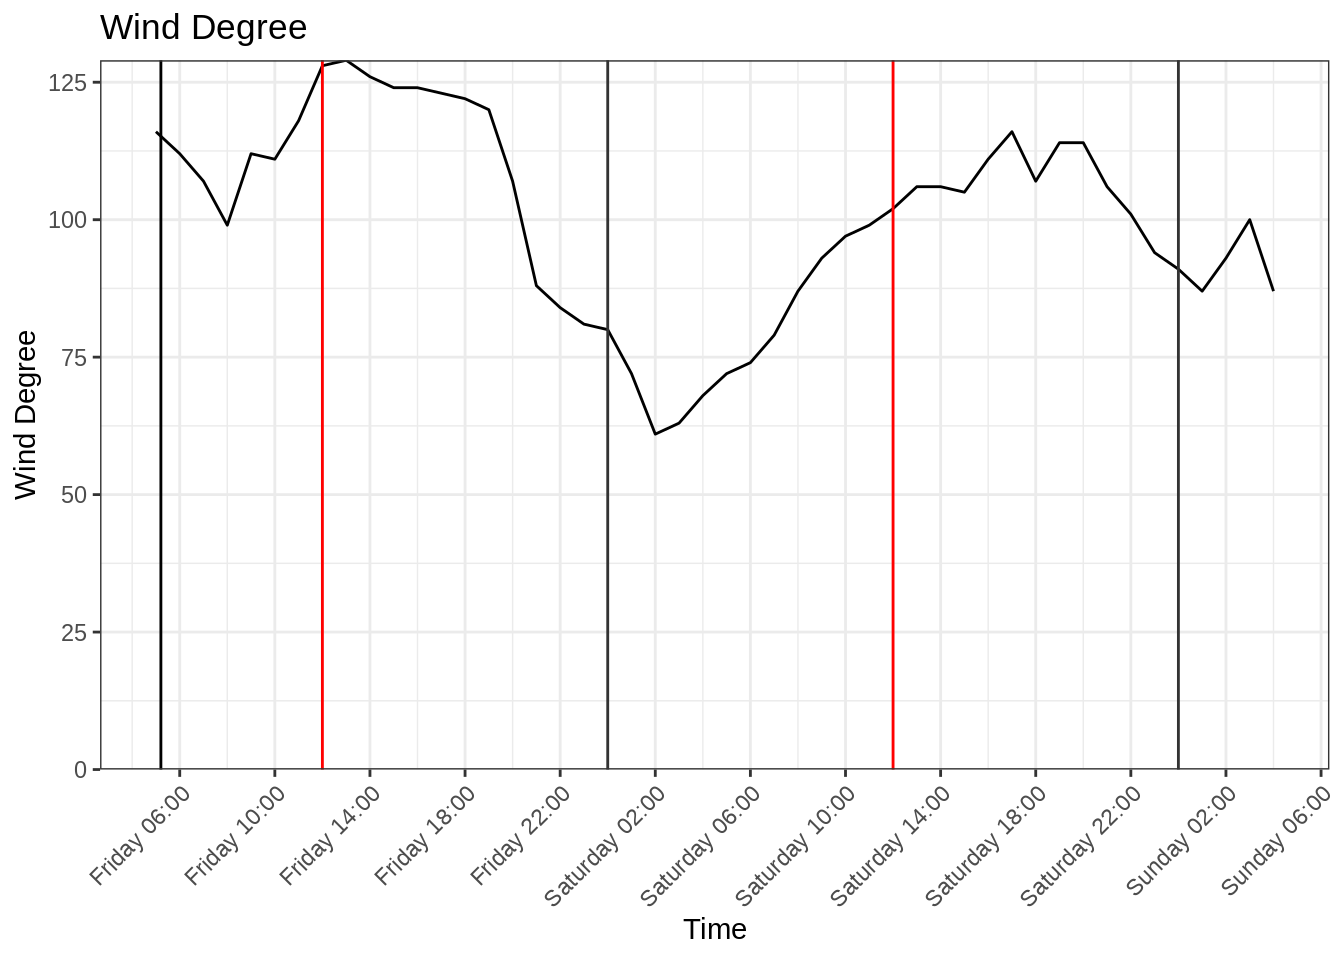 Wind Degree
Wind Degree
125
100
75
50
25
0
Friday 06:00
Friday 10:00
Friday 14:00
Friday 18:00
Friday 22:00
Saturday 02:00
Saturday 06:00
Saturday 10:00
Saturday 14:00
Saturday 18:00
Saturday 22:00
Sunday 02:00
Sunday 06:00
Time